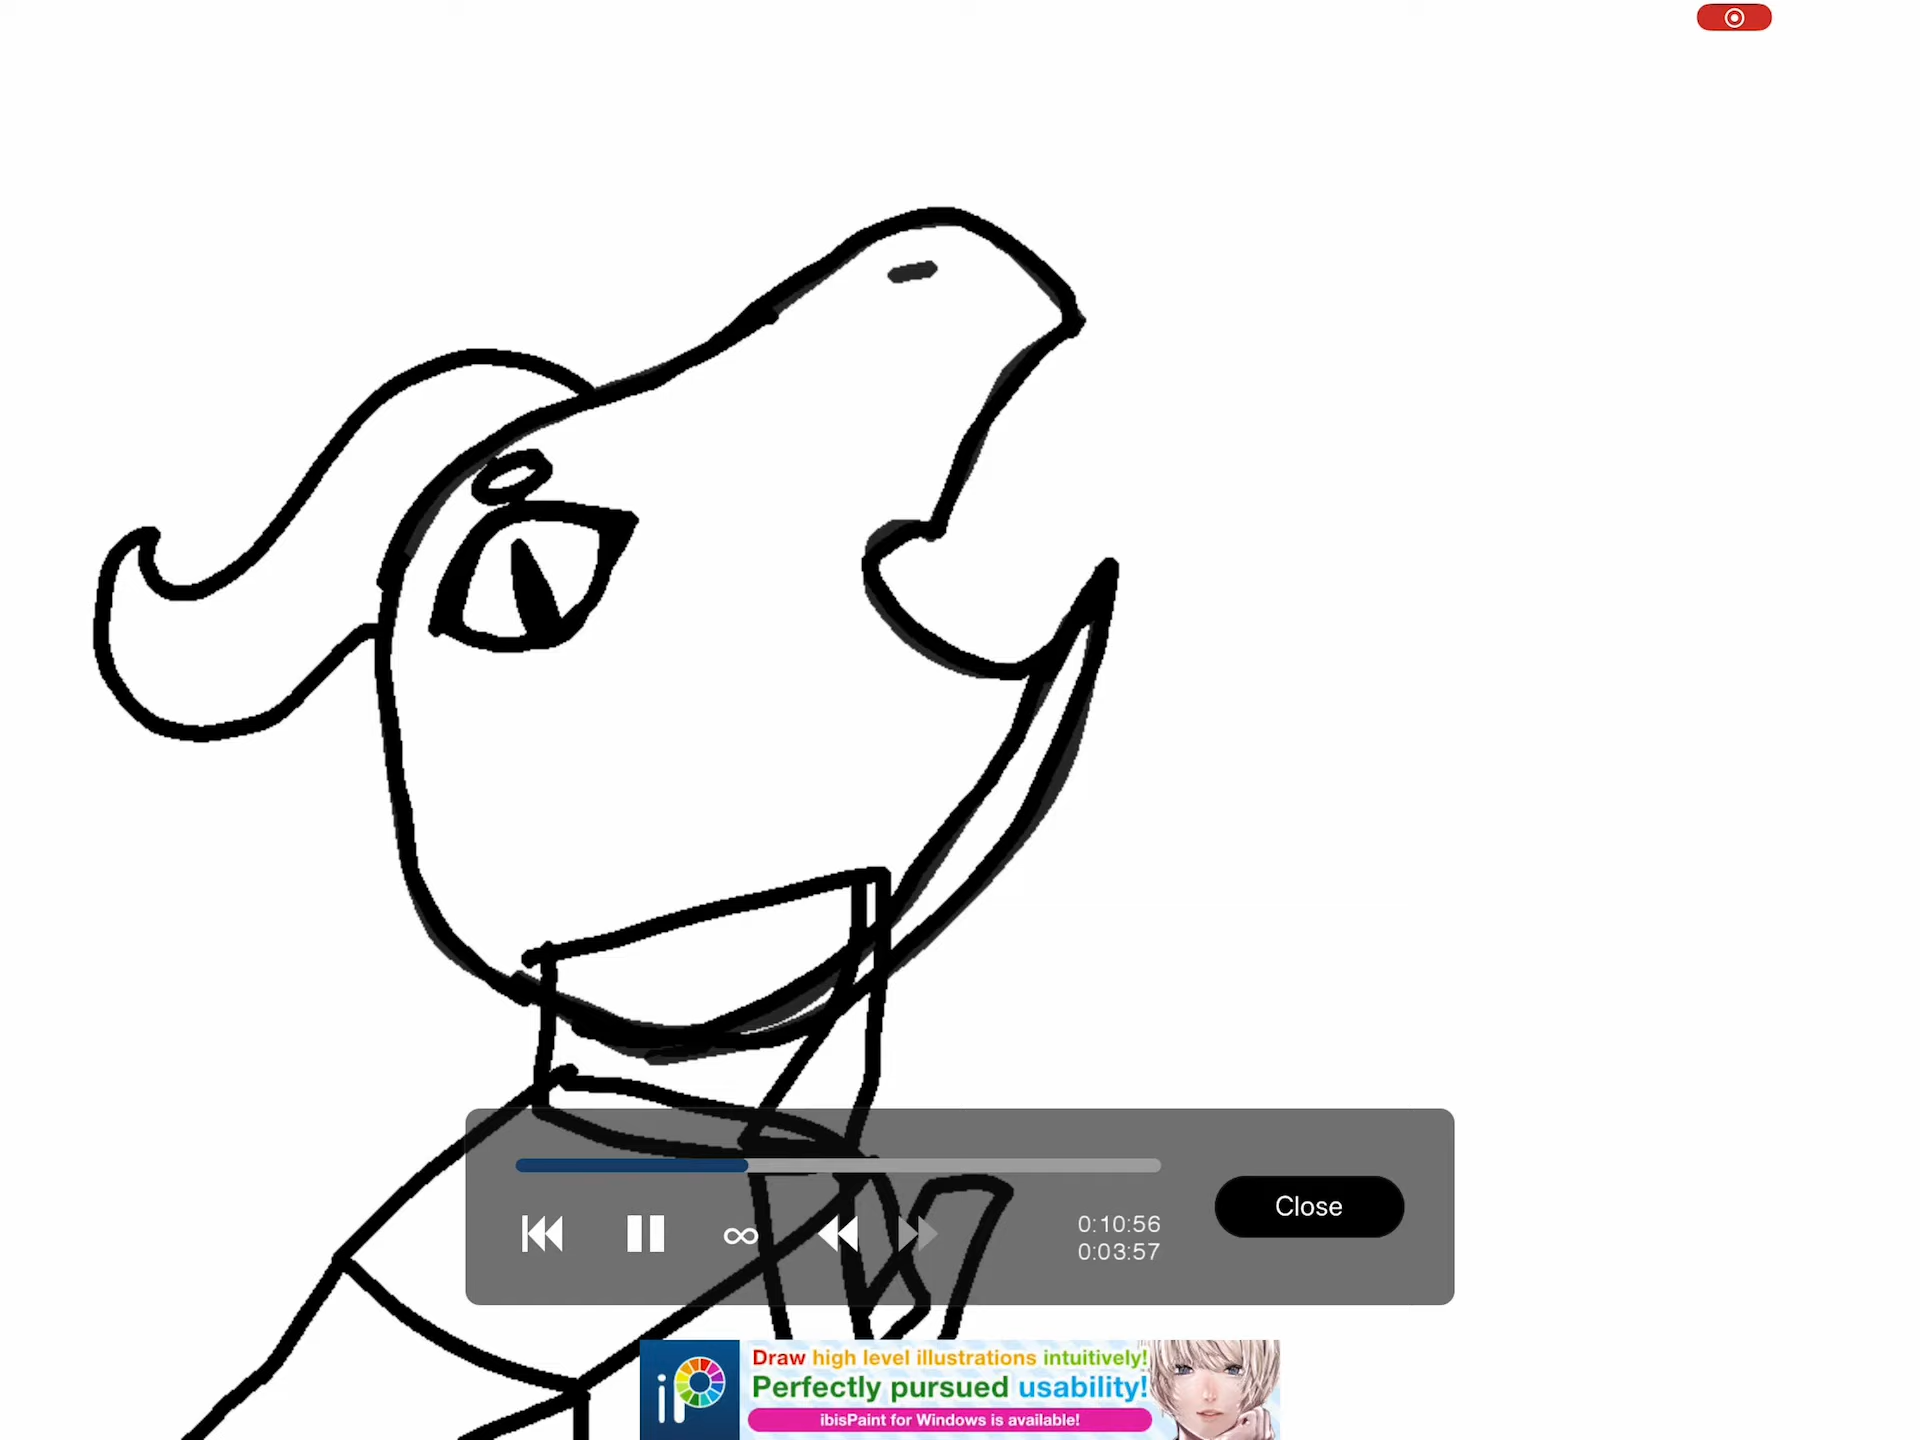 0:10:56
0:03:57
Close
iP
Draw high level illustrations intuitively!
Perfectly pursued usability!
ibisPaint for Windows is available!